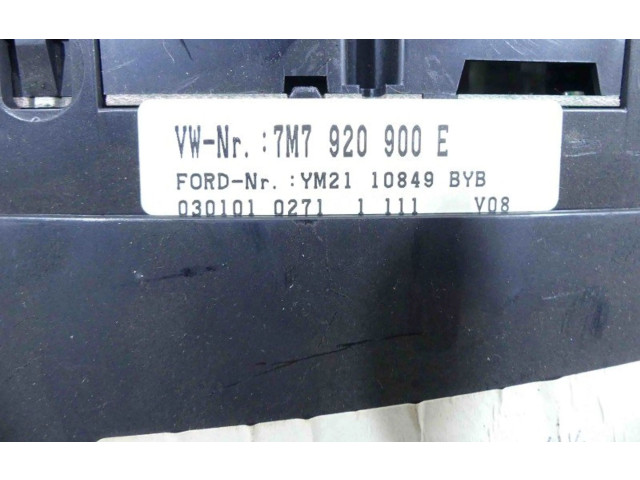 VW-Nr.:7M7 920 900 E
FORD-Nr.:YM21 10849 BYB
030101 0271 1 111 V08